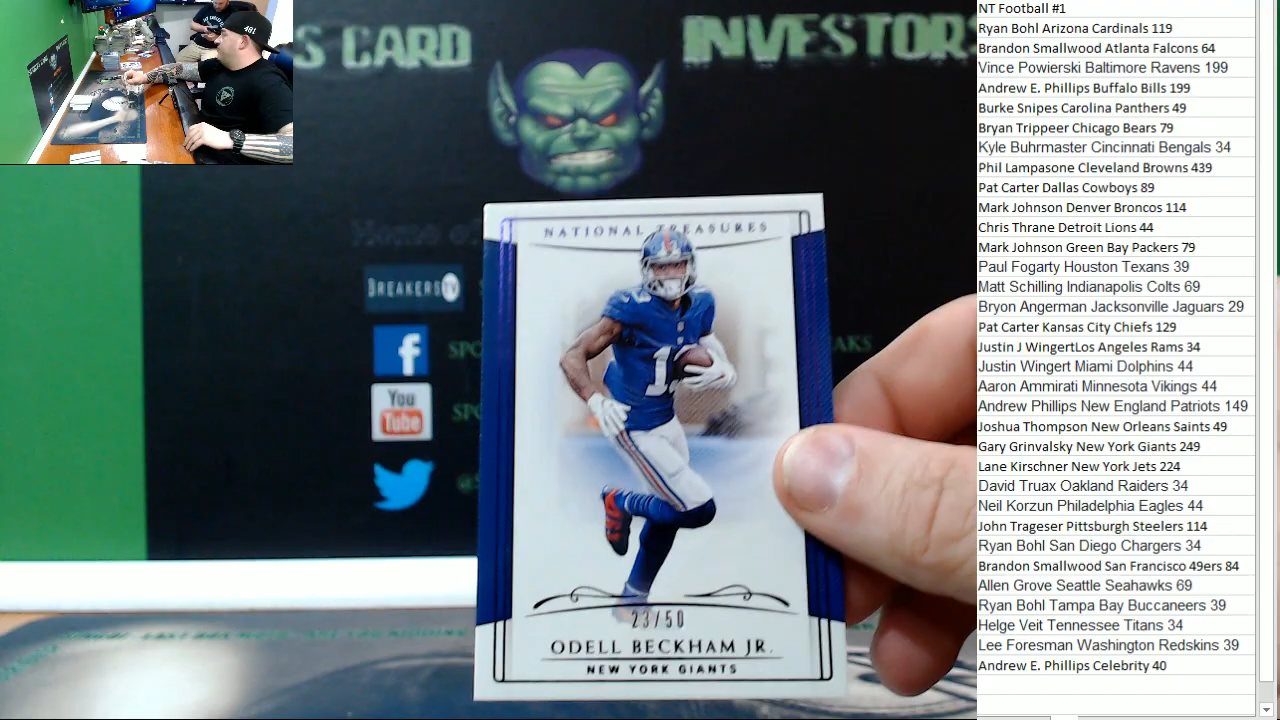 S CARD INVESTORS
461
Home of
BREAKERSTV
f
You
Tube
NATIONAL TREASURES
13
23/50
ODELL BECKHAM JR.
NEW YORK GIANTS
NT Football #1
Ryan Bohl Arizona Cardinals 119
Brandon Smallwood Atlanta Falcons 64
Vince Powierski Baltimore Ravens 199
Andrew E. Phillips Buffalo Bills 199
Burke Snipes Carolina Panthers 49
Bryan Trippeer Chicago Bears 79
Kyle Buhrmaster Cincinnati Bengals 34
Phil Lampasone Cleveland Browns 439
Pat Carter Dallas Cowboys 89
Mark Johnson Denver Broncos 114
Chris Thrane Detroit Lions 44
Mark Johnson Green Bay Packers 79
Paul Fogarty Houston Texans 39
Matt Schilling Indianapolis Colts 69
Bryon Angerman Jacksonville Jaguars 29
Pat Carter Kansas City Chiefs 129
Justin J WingertLos Angeles Rams 34
Justin Wingert Miami Dolphins 44
Aaron Ammirati Minnesota Vikings 44
Andrew Phillips New England Patriots 149
Joshua Thompson New Orleans Saints 49
Gary Grinvalsky New York Giants 249
Lane Kirschner New York Jets 224
David Truax Oakland Raiders 34
Neil Korzun Philadelphia Eagles 44
John Trageser Pittsburgh Steelers 114
Ryan Bohl San Diego Chargers 34
Brandon Smallwood San Francisco 49ers 84
Allen Grove Seattle Seahawks 69
Ryan Bohl Tampa Bay Buccaneers 39
Helge Veit Tennessee Titans 34
Lee Foresman Washington Redskins 39
Andrew E. Phillips Celebrity 40